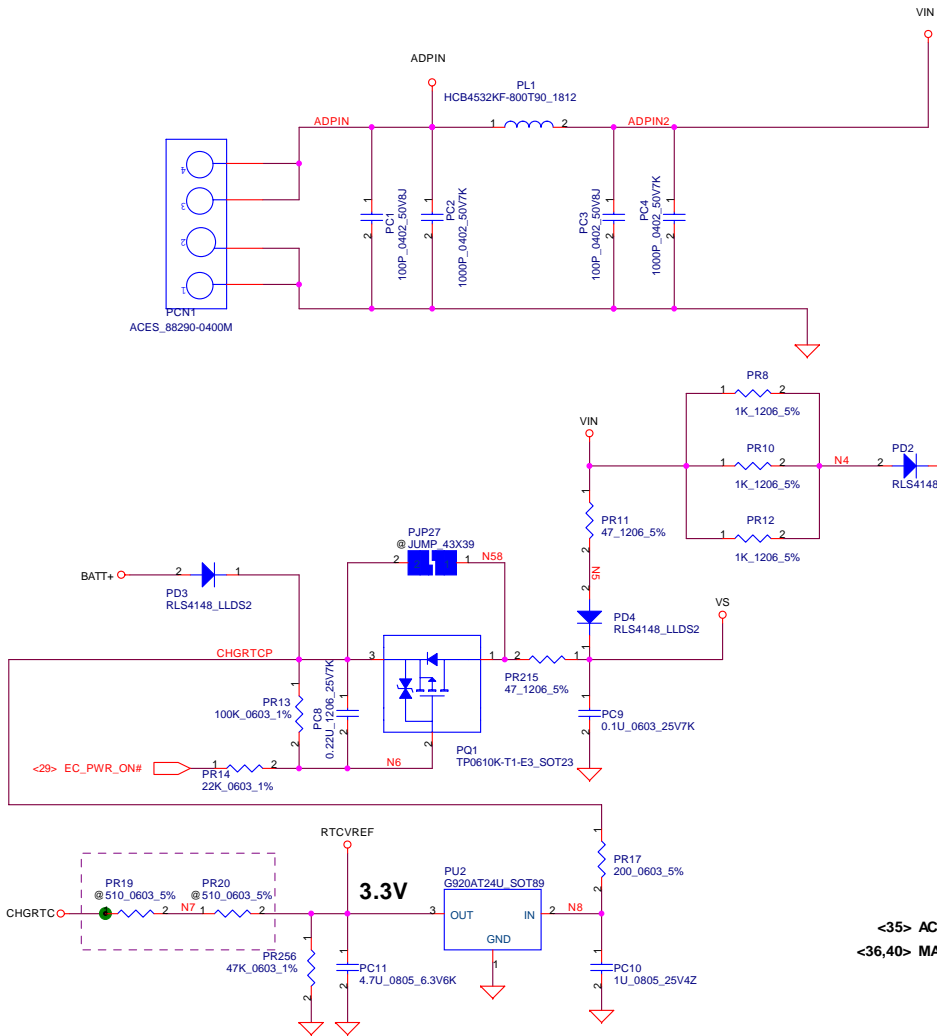 VIN
ADPIN
PL1
HCB4532KF-800T90_1812
ADPIN
1
2
ADPIN2
4
3
2
1
PCN1
ACES_88290-0400M
1
2
PC1
100P_0402_50V8J
1
2
PC2
1000P_0402_50V7K
1
2
PC3
100P_0402_50V8J
1
2
PC4
1000P_0402_50V7K
PR8
1
2
1K_1206_5%
VIN
PR10
1
2
N4
1K_1206_5%
2
PD2
RLS4148
PR12
1
2
1K_1206_5%
1
PR11
47_1206_5%
2
N5
2
PD4
RLS4148_LLDS2
1
VS
PJP27
@JUMP_43X39
2
1
N58
BATT+
2
1
PD3
RLS4148_LLDS2
CHGRTCP
3
1
2
1
PR215
47_1206_5%
1
PR13
100K_0603_1%
2
1
PC8
0.22U_1206_25V7K
2
2
PQ1
TP0610K-T1-E3_SOT23
1
PC9
0.1U_0603_25V7K
2
<29> EC_PWR_ON#
1
2
PR14
22K_0603_1%
N6
RTCVREF
3.3V
PU2
G920AT24U_SOT89
3
OUT
IN
2
N8
GND
1
1
PR17
200_0603_5%
2
PR19
@510_0603_5%
PR20
@510_0603_5%
CHGRTC
1
2
N7
1
2
1
PR256
47K_0603_1%
2
1
PC11
4.7U_0805_6.3V6K
2
1
PC10
1U_0805_25V4Z
2
<35> AC
<36,40> MA